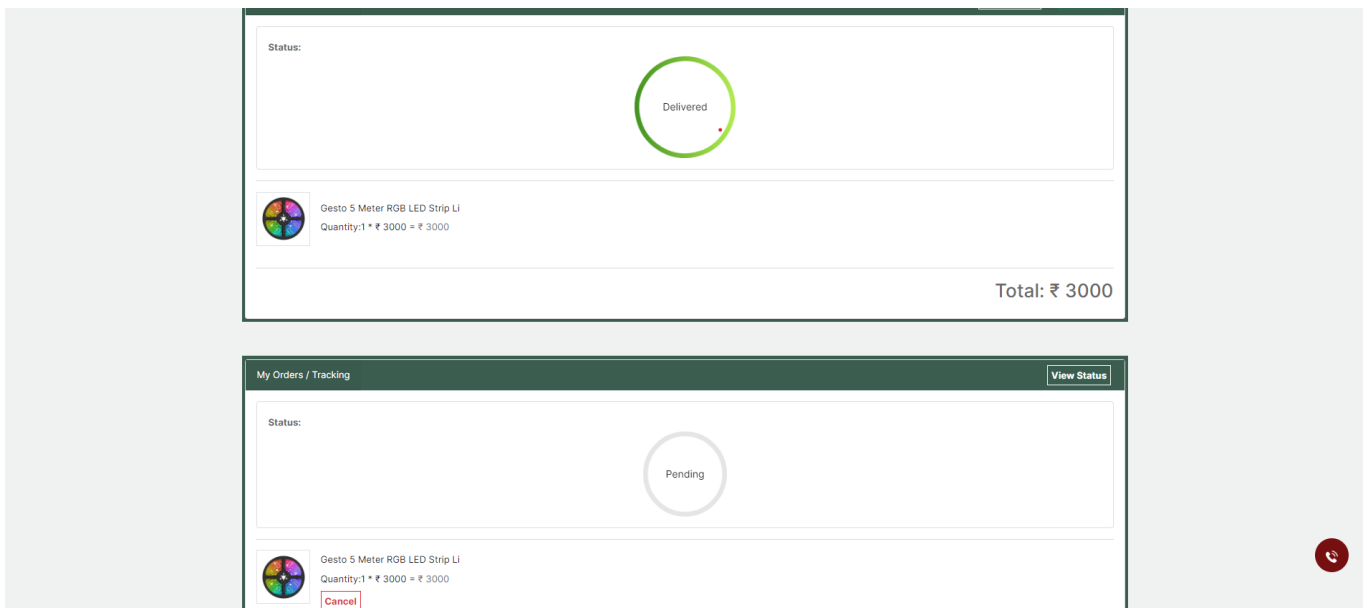 Status:
Delivered
Gesto 5 Meter RGB LED Strip Li
Quantity:1 * ₹ 3000 = ₹ 3000
Total: ₹ 3000
My Orders / Tracking
View Status
Status:
Pending
Gesto 5 Meter RGB LED Strip Li
Quantity:1 * ₹ 3000 = ₹ 3000
Cancel